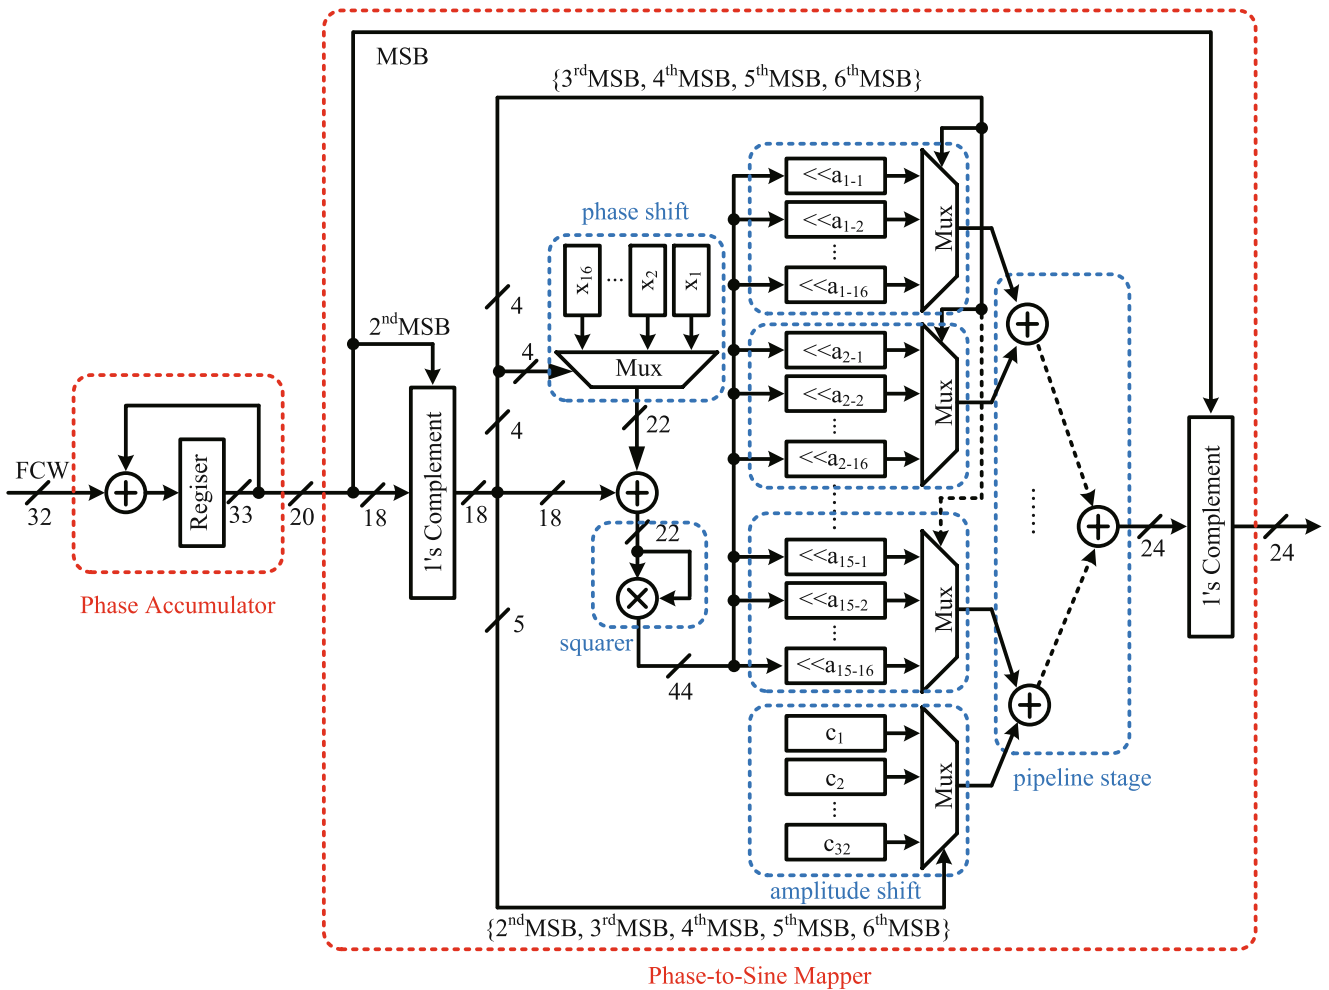 MSB
{3rdMSB, 4thMSB, 5thMSB, 6thMSB}
phase shift
x16
...
x2
x1
Mux
4
4
4
22
2ndMSB
FCW
32
Regiser
33
20
18
1's Complement
18
18
22
squarer
44
5
Phase Accumulator
<<a1-1
<<a1-2
<<a1-16
Mux
<<a2-1
<<a2-2
<<a2-16
Mux
<<a15-1
<<a15-2
<<a15-16
Mux
c1
c2
c32
Mux
amplitude shift
pipeline stage
24
1's Complement
24
{2ndMSB, 3rdMSB, 4thMSB, 5thMSB, 6thMSB}
Phase-to-Sine Mapper